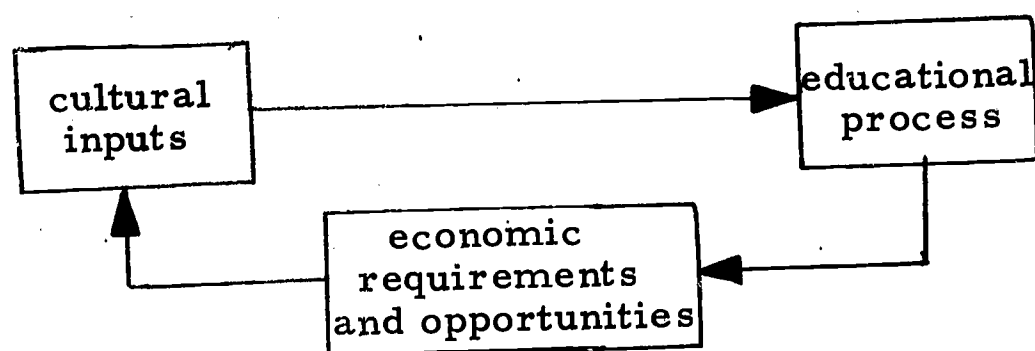 cultural
inputs
educational
process
economic
requirements
and opportunities